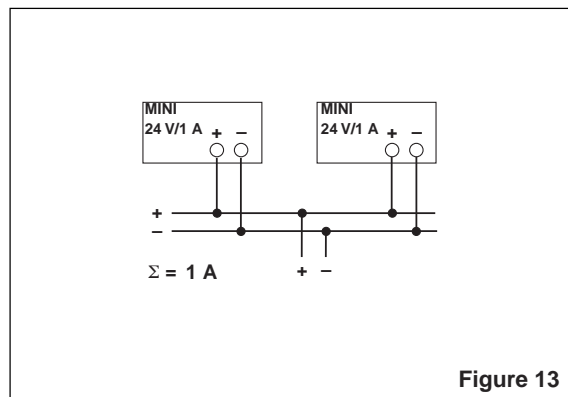 MINI
24 V/1 A + –
MINI
24 V/1 A + –
+
–
Σ = 1 A
+ –
Figure 13